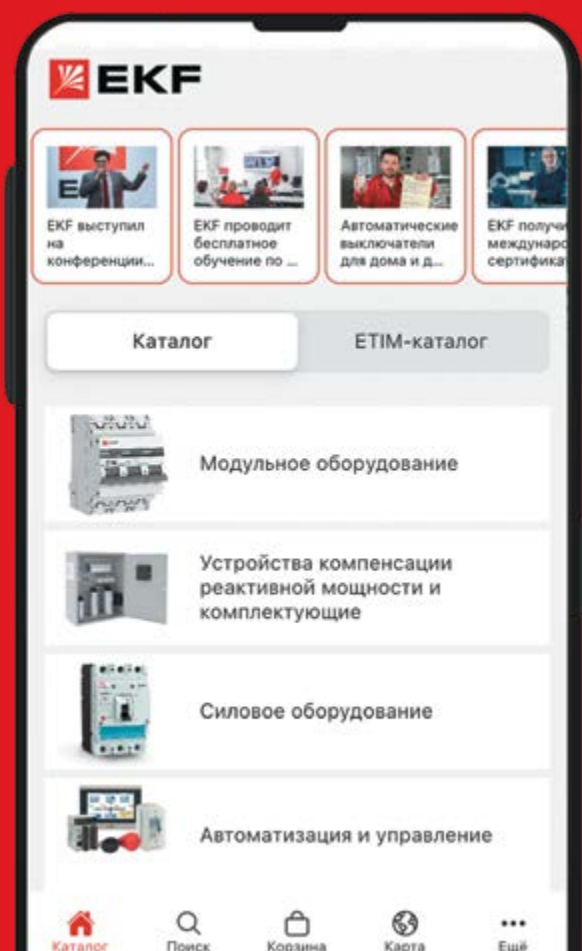 EKF
EKF выступил
на
конференции...
EKF проводит
бесплатное
обучение по ...
Автоматические
выключатели
для дома и д...
EKF получи
междунаро
сертифика
Каталог
ETIM-каталог
Модульное оборудование
Устройства компенсации
реактивной мощности и
комплектующие
Силовое оборудование
Автоматизация и управление
Каталог
Поиск
Корзина
Карта
Ещё